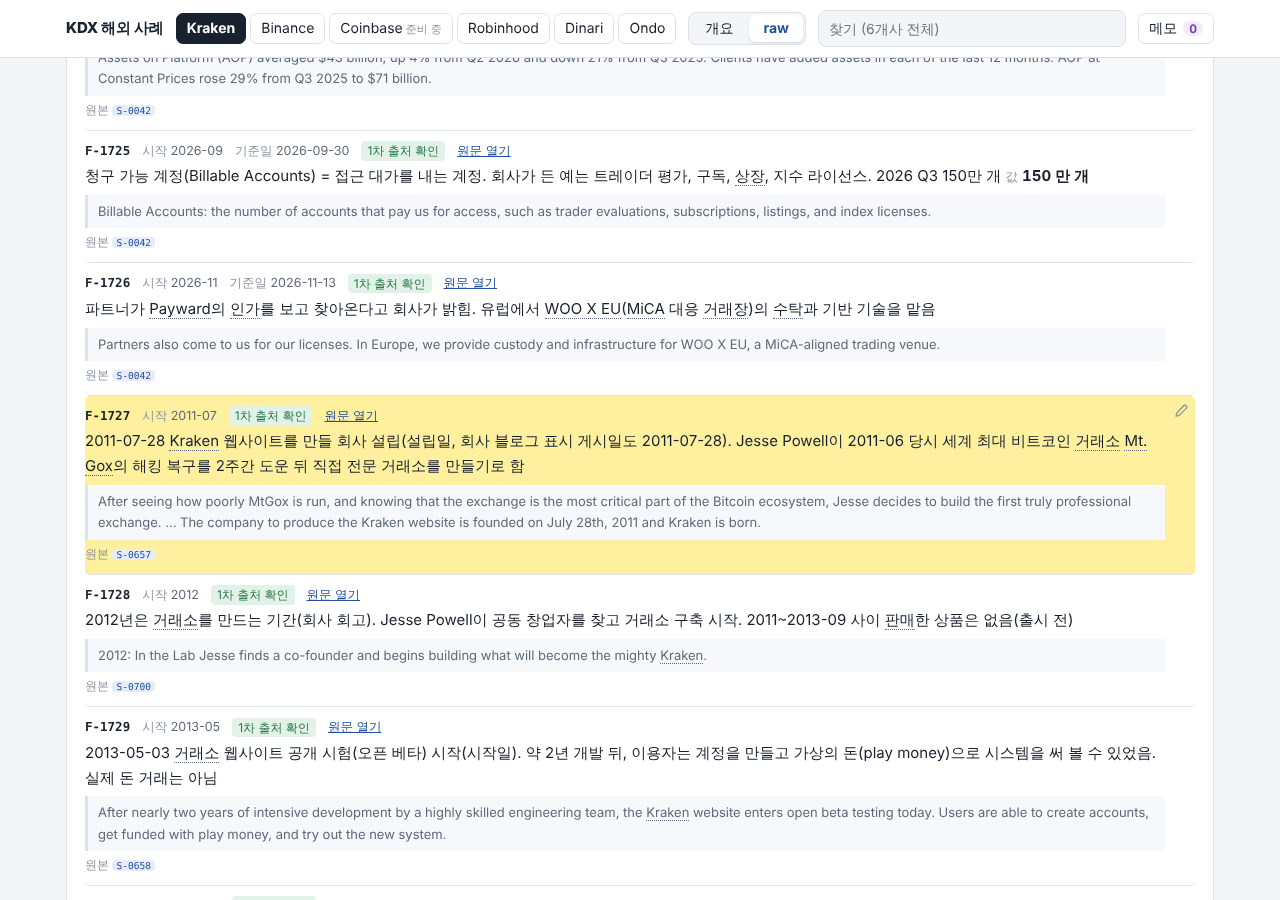 KDX 해외 사례 Kraken Binance Coinbase 준비 중 Robinhood Dinari Ondo 개요 raw 찾기 (6개사 전체) 메모 0
Assets on Platform (AOP) averaged $43 billion, up 4% from Q2 2026 and down 21% from Q3 2025. Clients have added assets in each of the last 12 months. AOP at
Constant Prices rose 29% from Q3 2025 to $71 billion.
원본 S-0042
F-1725 시작 2026-09 기준일 2026-09-30 1차 출처 확인 원문 열기
청구 가능 계정(Billable Accounts) = 접근 대가를 내는 계정. 회사가 든 예는 트레이더 평가, 구독, 상장, 지수 라이선스. 2026 Q3 150만 개 값 150 만 개
Billable Accounts: the number of accounts that pay us for access, such as trader evaluations, subscriptions, listings, and index licenses.
원본 S-0042
F-1726 시작 2026-11 기준일 2026-11-13 1차 출처 확인 원문 열기
파트너가 Payward의 인가를 보고 찾아온다고 회사가 밝힘. 유럽에서 WOO X EU(MiCA 대응 거래장)의 수탁과 기반 기술을 맡음
Partners also come to us for our licenses. In Europe, we provide custody and infrastructure for WOO X EU, a MiCA-aligned trading venue.
원본 S-0042
F-1727 시작 2011-07 1차 출처 확인 원문 열기
2011-07-28 Kraken 웹사이트를 만들 회사 설립(설립일, 회사 블로그 표시 게시일도 2011-07-28). Jesse Powell이 2011-06 당시 세계 최대 비트코인 거래소 Mt.
Gox의 해킹 복구를 2주간 도운 뒤 직접 전문 거래소를 만들기로 함
After seeing how poorly MtGox is run, and knowing that the exchange is the most critical part of the Bitcoin ecosystem, Jesse decides to build the first truly professional
exchange. ... The company to produce the Kraken website is founded on July 28th, 2011 and Kraken is born.
원본 S-0657
F-1728 시작 2012 1차 출처 확인 원문 열기
2012년은 거래소를 만드는 기간(회사 회고). Jesse Powell이 공동 창업자를 찾고 거래소 구축 시작. 2011~2013-09 사이 판매한 상품은 없음(출시 전)
2012: In the Lab Jesse finds a co-founder and begins building what will become the mighty Kraken.
원본 S-0700
F-1729 시작 2013-05 1차 출처 확인 원문 열기
2013-05-03 거래소 웹사이트 공개 시험(오픈 베타) 시작(시작일). 약 2년 개발 뒤, 이용자는 계정을 만들고 가상의 돈(play money)으로 시스템을 써 볼 수 있었음.
실제 돈 거래는 아님
After nearly two years of intensive development by a highly skilled engineering team, the Kraken website enters open beta testing today. Users are able to create accounts,
get funded with play money, and try out the new system.
원본 S-0658